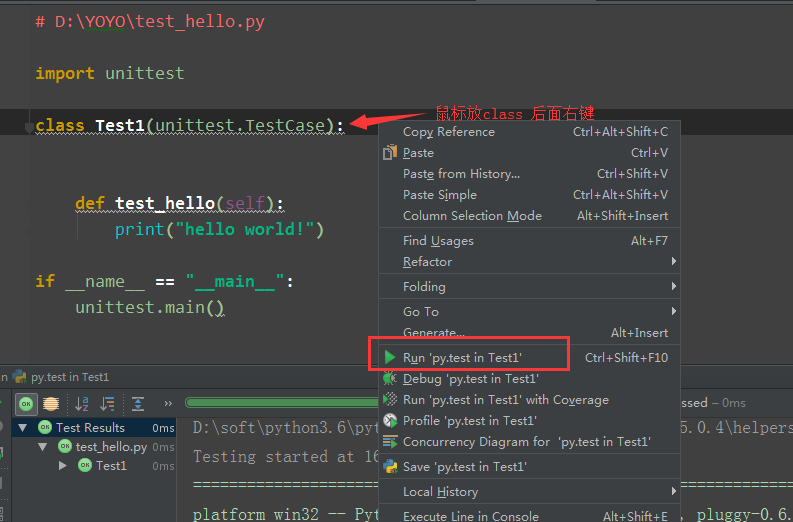 # D:\YOYO\test_hello.py
import unittest
class Test1(unittest.TestCase):
鼠标放class 后面右键
def test_hello(self):
print("hello world!")
if __name__ == "__main__":
unittest.main()
Copy Reference Ctrl+Alt+Shift+C
Paste Ctrl+V
Paste from History... Ctrl+Shift+V
Paste Simple Ctrl+Alt+Shift+V
Column Selection Mode Alt+Shift+Insert
Find Usages Alt+F7
Refactor
Folding
Go To
Generate... Alt+Insert
Run 'py.test in Test1' Ctrl+Shift+F10
Debug 'py.test in Test1'
Run 'py.test in Test1' with Coverage
Profile 'py.test in Test1'
Concurrency Diagram for 'py.test in Test1'
Save 'py.test in Test1'
Local History
Execute Line in Console Alt+Shift+E
n py.test in Test1
ssed – 0ms
Test Results 0ms
test_hello.py 0ms
Test1 0ms
D:\soft\python3.6\pyt 5.0.4\helpers
Testing started at 16
platform win32 -- Pyt , pluggy-0.6.